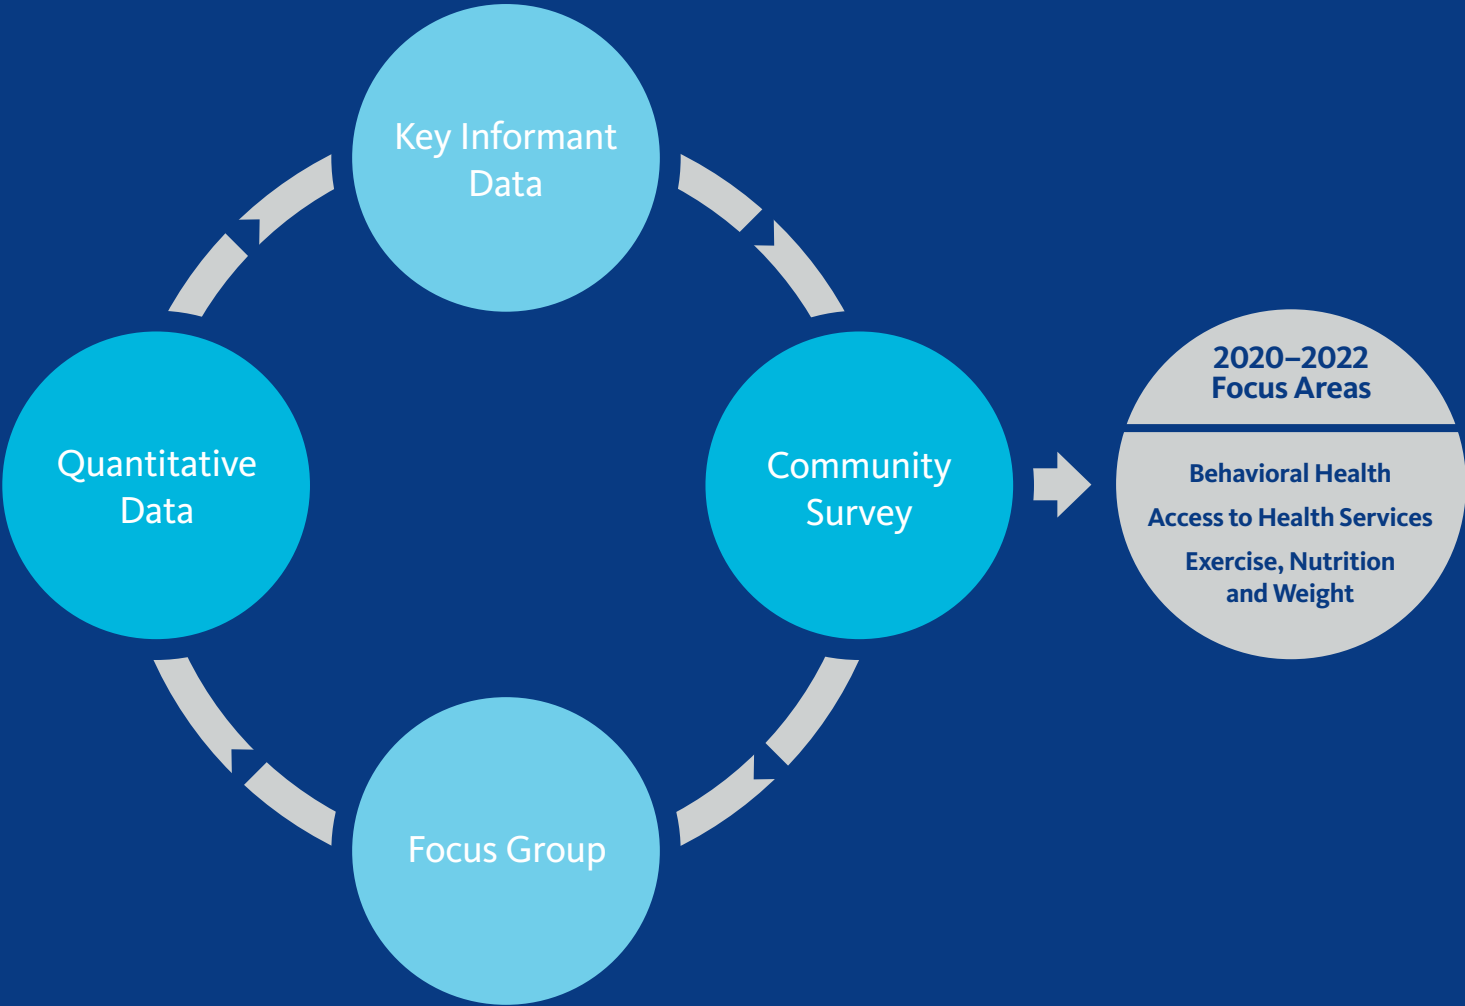 Key Informant
Data
Quantitative
Data
Community
Survey
Focus Group
2020–2022
Focus Areas
Behavioral Health
Access to Health Services
Exercise, Nutrition
and Weight